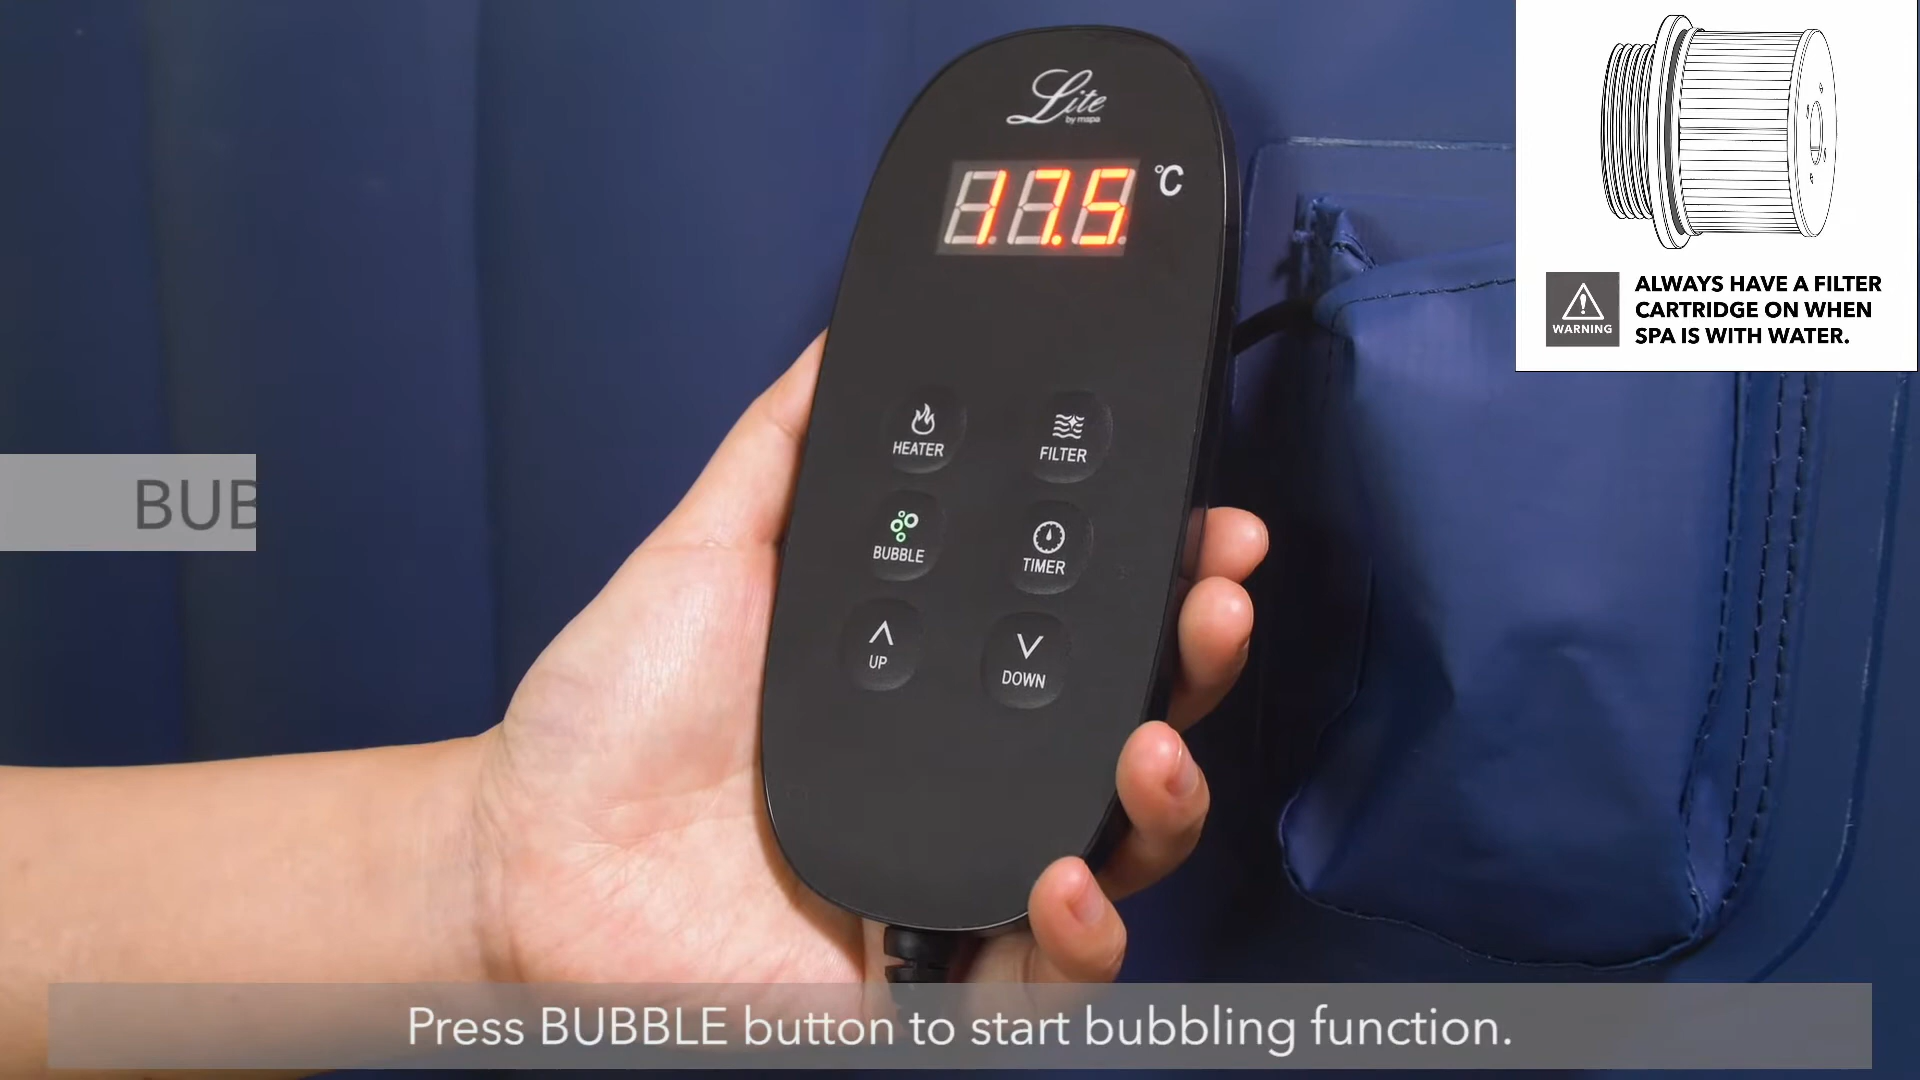 Lite
by mspa
17.5
°C
HEATER
FILTER
BUBBLE
TIMER
UP
DOWN
WARNING
ALWAYS HAVE A FILTER
CARTRIDGE ON WHEN
SPA IS WITH WATER.
BUB
Press BUBBLE button to start bubbling function.